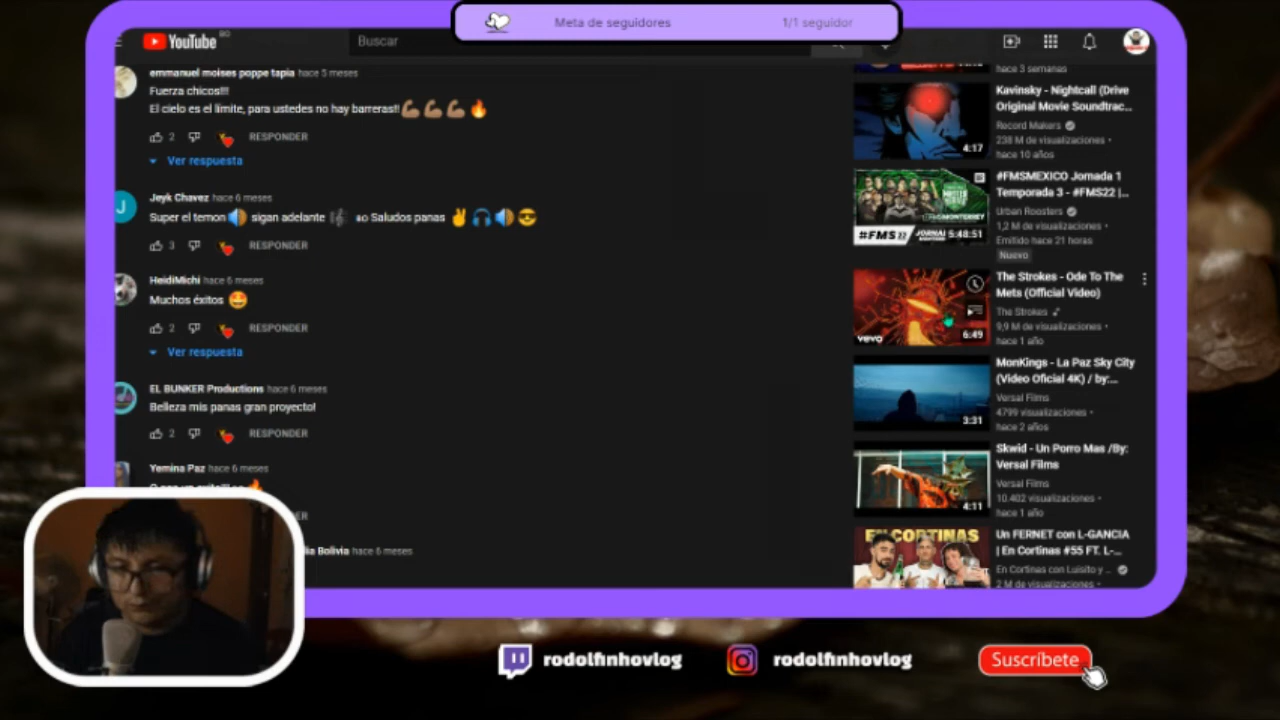 Meta de seguidores
1/1 seguidor
YouTube BO
Buscar
emmanuel moises poppe tapia hace 5 meses
Fuerza chicos!!!
El cielo es el límite, para ustedes no hay barreras!!💪🏽💪🏽💪🏽🔥
2
RESPONDER
Ver respuesta
J
Jeyk Chavez hace 6 meses
Super el temon🔊 sigan adelante 🎼 BO Saludos panas ✌️🎧🔊😎
3
RESPONDER
HeidiMichi hace 6 meses
Muchos éxitos 🤩
2
RESPONDER
Ver respuesta
EL BUNKER Productions hace 6 meses
Belleza mis panas gran proyecto!
2
RESPONDER
Yemina Paz hace 6 meses
Bolivia hace 6 meses
hace 3 semanas
Kavinsky - Nightcall (Drive
Original Movie Soundtrac...
Record Makers
238 M de visualizaciones •
hace 10 años
4:17
#FMSMEXICO Jornada 1
Temporada 3 - #FMS22 |...
Urban Roosters
1,2 M de visualizaciones •
Emitido hace 21 horas
Nuevo
#FMS 22
5:48:51
The Strokes - Ode To The
Mets (Official Video)
The Strokes
9,9 M de visualizaciones •
hace 1 año
vevo
6:49
MonKings - La Paz Sky City
(Video Oficial 4K) / by:...
Versal Films
4799 visualizaciones •
hace 2 años
3:31
Skwid - Un Porro Mas /By:
Versal Films
Versal Films
10.402 visualizaciones •
hace 1 año
4:11
EN CORTINAS
Un FERNET con L-GANCIA
| En Cortinas #55 FT. L-...
En Cortinas con Luisito y ...
2 M de visualizaciones •
rodolfinhovlog
rodolfinhovlog
Suscríbete